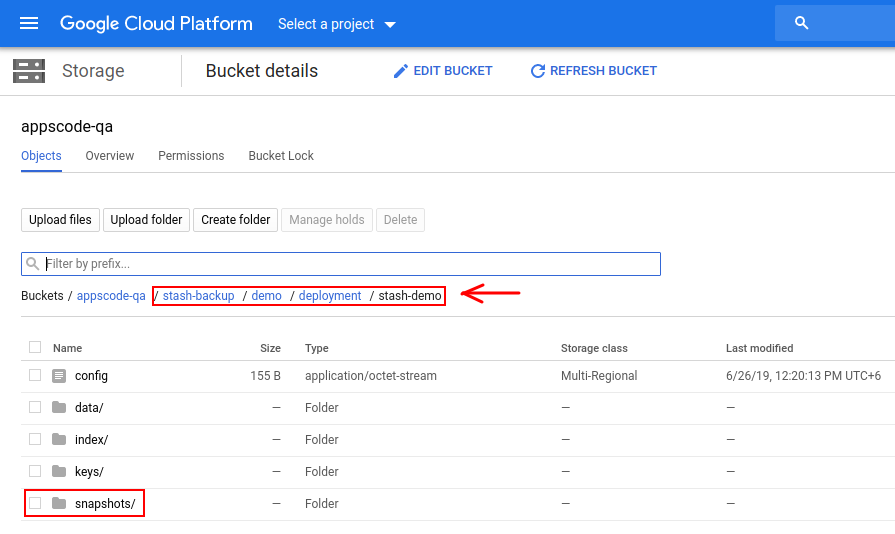 Google Cloud Platform Select a project
Storage Bucket details EDIT BUCKET REFRESH BUCKET
appscode-qa
Objects Overview Permissions Bucket Lock
Upload files Upload folder Create folder Manage holds Delete
Filter by prefix...
Buckets / appscode-qa / stash-backup / demo / deployment / stash-demo
Name Size Type Storage class Last modified
config 155 B application/octet-stream Multi-Regional 6/26/19, 12:20:13 PM UTC+6
data/ — Folder — —
index/ — Folder — —
keys/ — Folder — —
snapshots/ — Folder — —